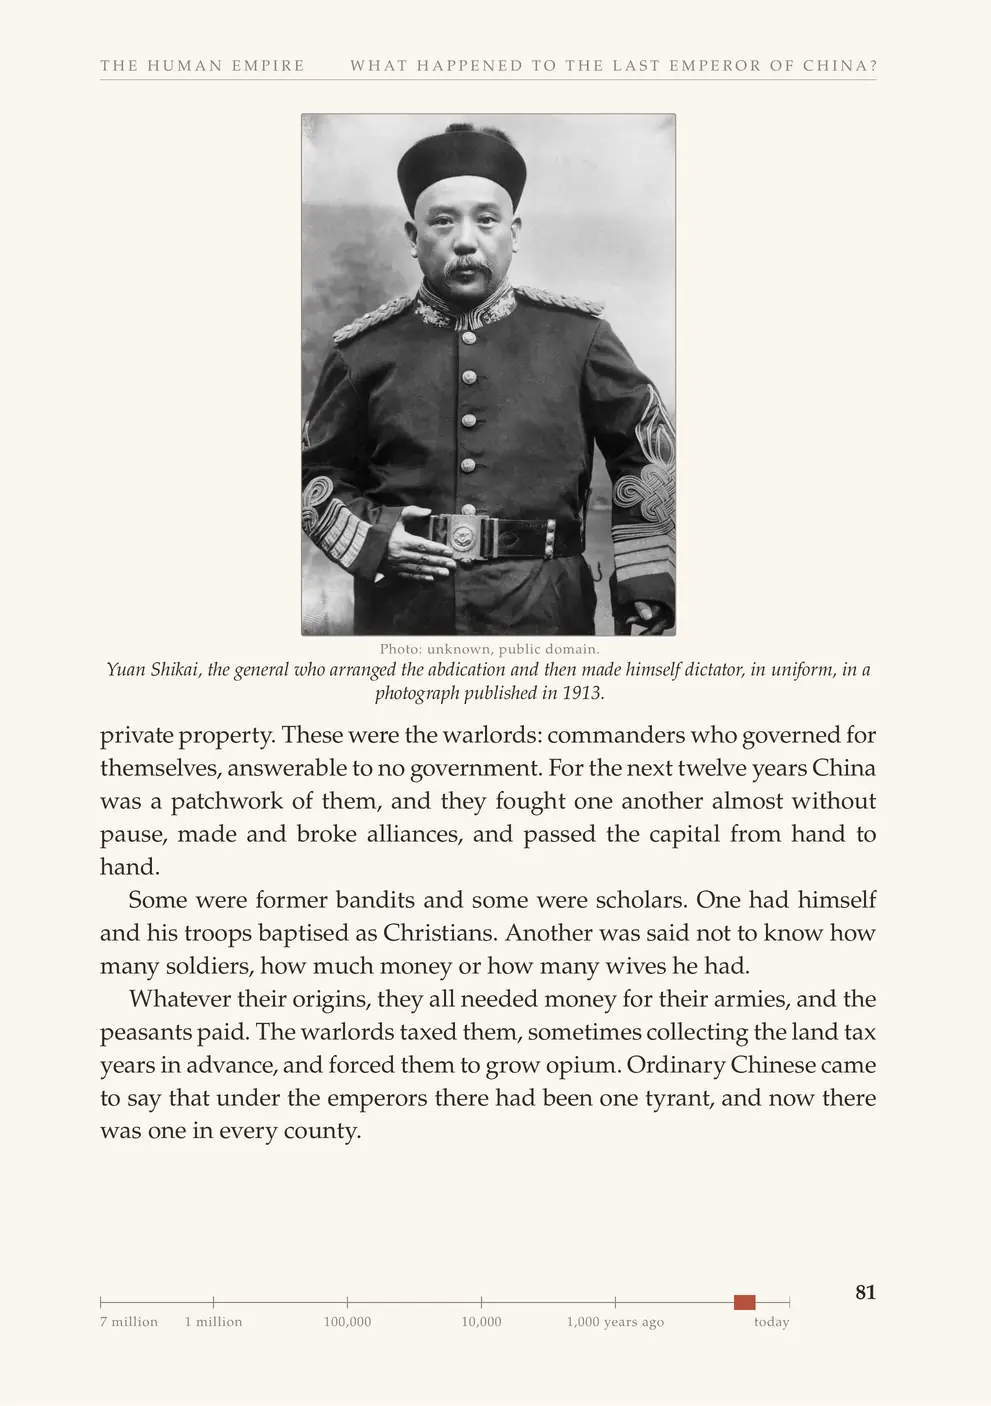 THE HUMAN EMPIRE WHAT HAPPENED TO THE LAST EMPEROR OF CHINA?
Photo: unknown, public domain.
Yuan Shikai, the general who arranged the abdication and then made himself dictator, in uniform, in a
photograph published in 1913.
private property. These were the warlords: commanders who governed for
themselves, answerable to no government. For the next twelve years China
was a patchwork of them, and they fought one another almost without
pause, made and broke alliances, and passed the capital from hand to
hand.
Some were former bandits and some were scholars. One had himself
and his troops baptised as Christians. Another was said not to know how
many soldiers, how much money or how many wives he had.
Whatever their origins, they all needed money for their armies, and the
peasants paid. The warlords taxed them, sometimes collecting the land tax
years in advance, and forced them to grow opium. Ordinary Chinese came
to say that under the emperors there had been one tyrant, and now there
was one in every county.
81
7 million 1 million 100,000 10,000 1,000 years ago today